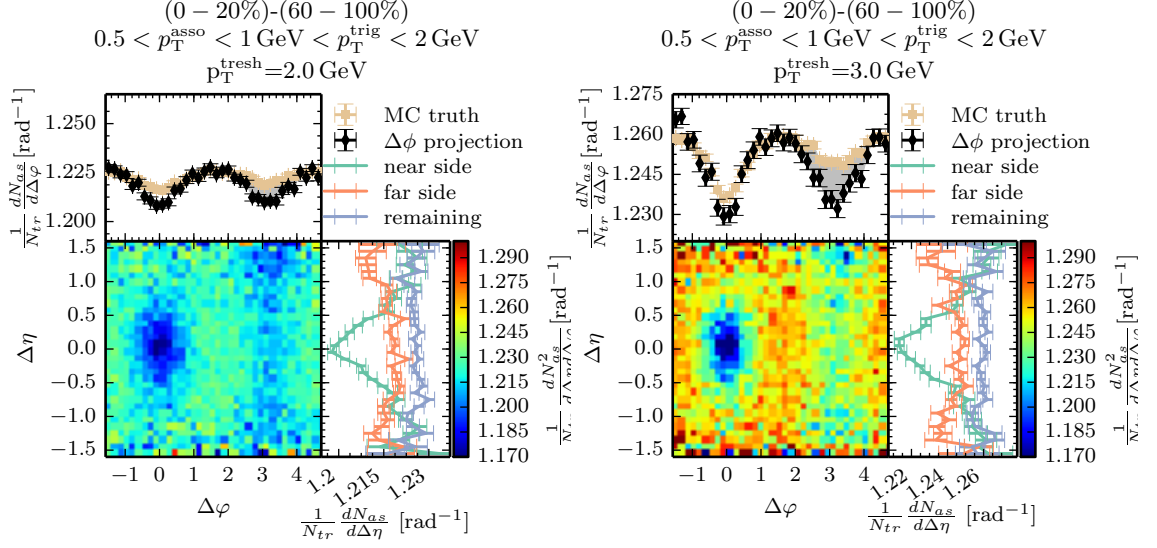 (0 − 20%)-(60 − 100%)
0.5 < p_T^asso < 1 GeV < p_T^trig < 2 GeV
p_T^tresh=2.0 GeV
1/N_tr dN_as/dΔφ [rad⁻¹]
1.250
1.225
1.200
MC truth
Δϕ projection
near side
far side
remaining
Δη
1.5
1.0
0.5
0.0
−0.5
−1.0
−1.5
−1 0 1 2 3 4
Δφ
1.2 1.215 1.23
1/N_tr dN_as/dΔη [rad⁻¹]
1.290
1.275
1.260
1.245
1.230
1.215
1.200
1.185
1.170
dN²_as [rad⁻¹]
(0 − 20%)-(60 − 100%)
0.5 < p_T^asso < 1 GeV < p_T^trig < 2 GeV
p_T^tresh=3.0 GeV
1/N_tr dN_as/dΔφ [rad⁻¹]
1.275
1.260
1.245
1.230
MC truth
Δϕ projection
near side
far side
remaining
Δη
1.5
1.0
0.5
0.0
−0.5
−1.0
−1.5
−1 0 1 2 3 4
Δφ
1.22 1.24 1.26
1/N_tr dN_as/dΔη [rad⁻¹]
1.290
1.275
1.260
1.245
1.230
1.215
1.200
1.185
1.170
dN²_as [rad⁻¹]